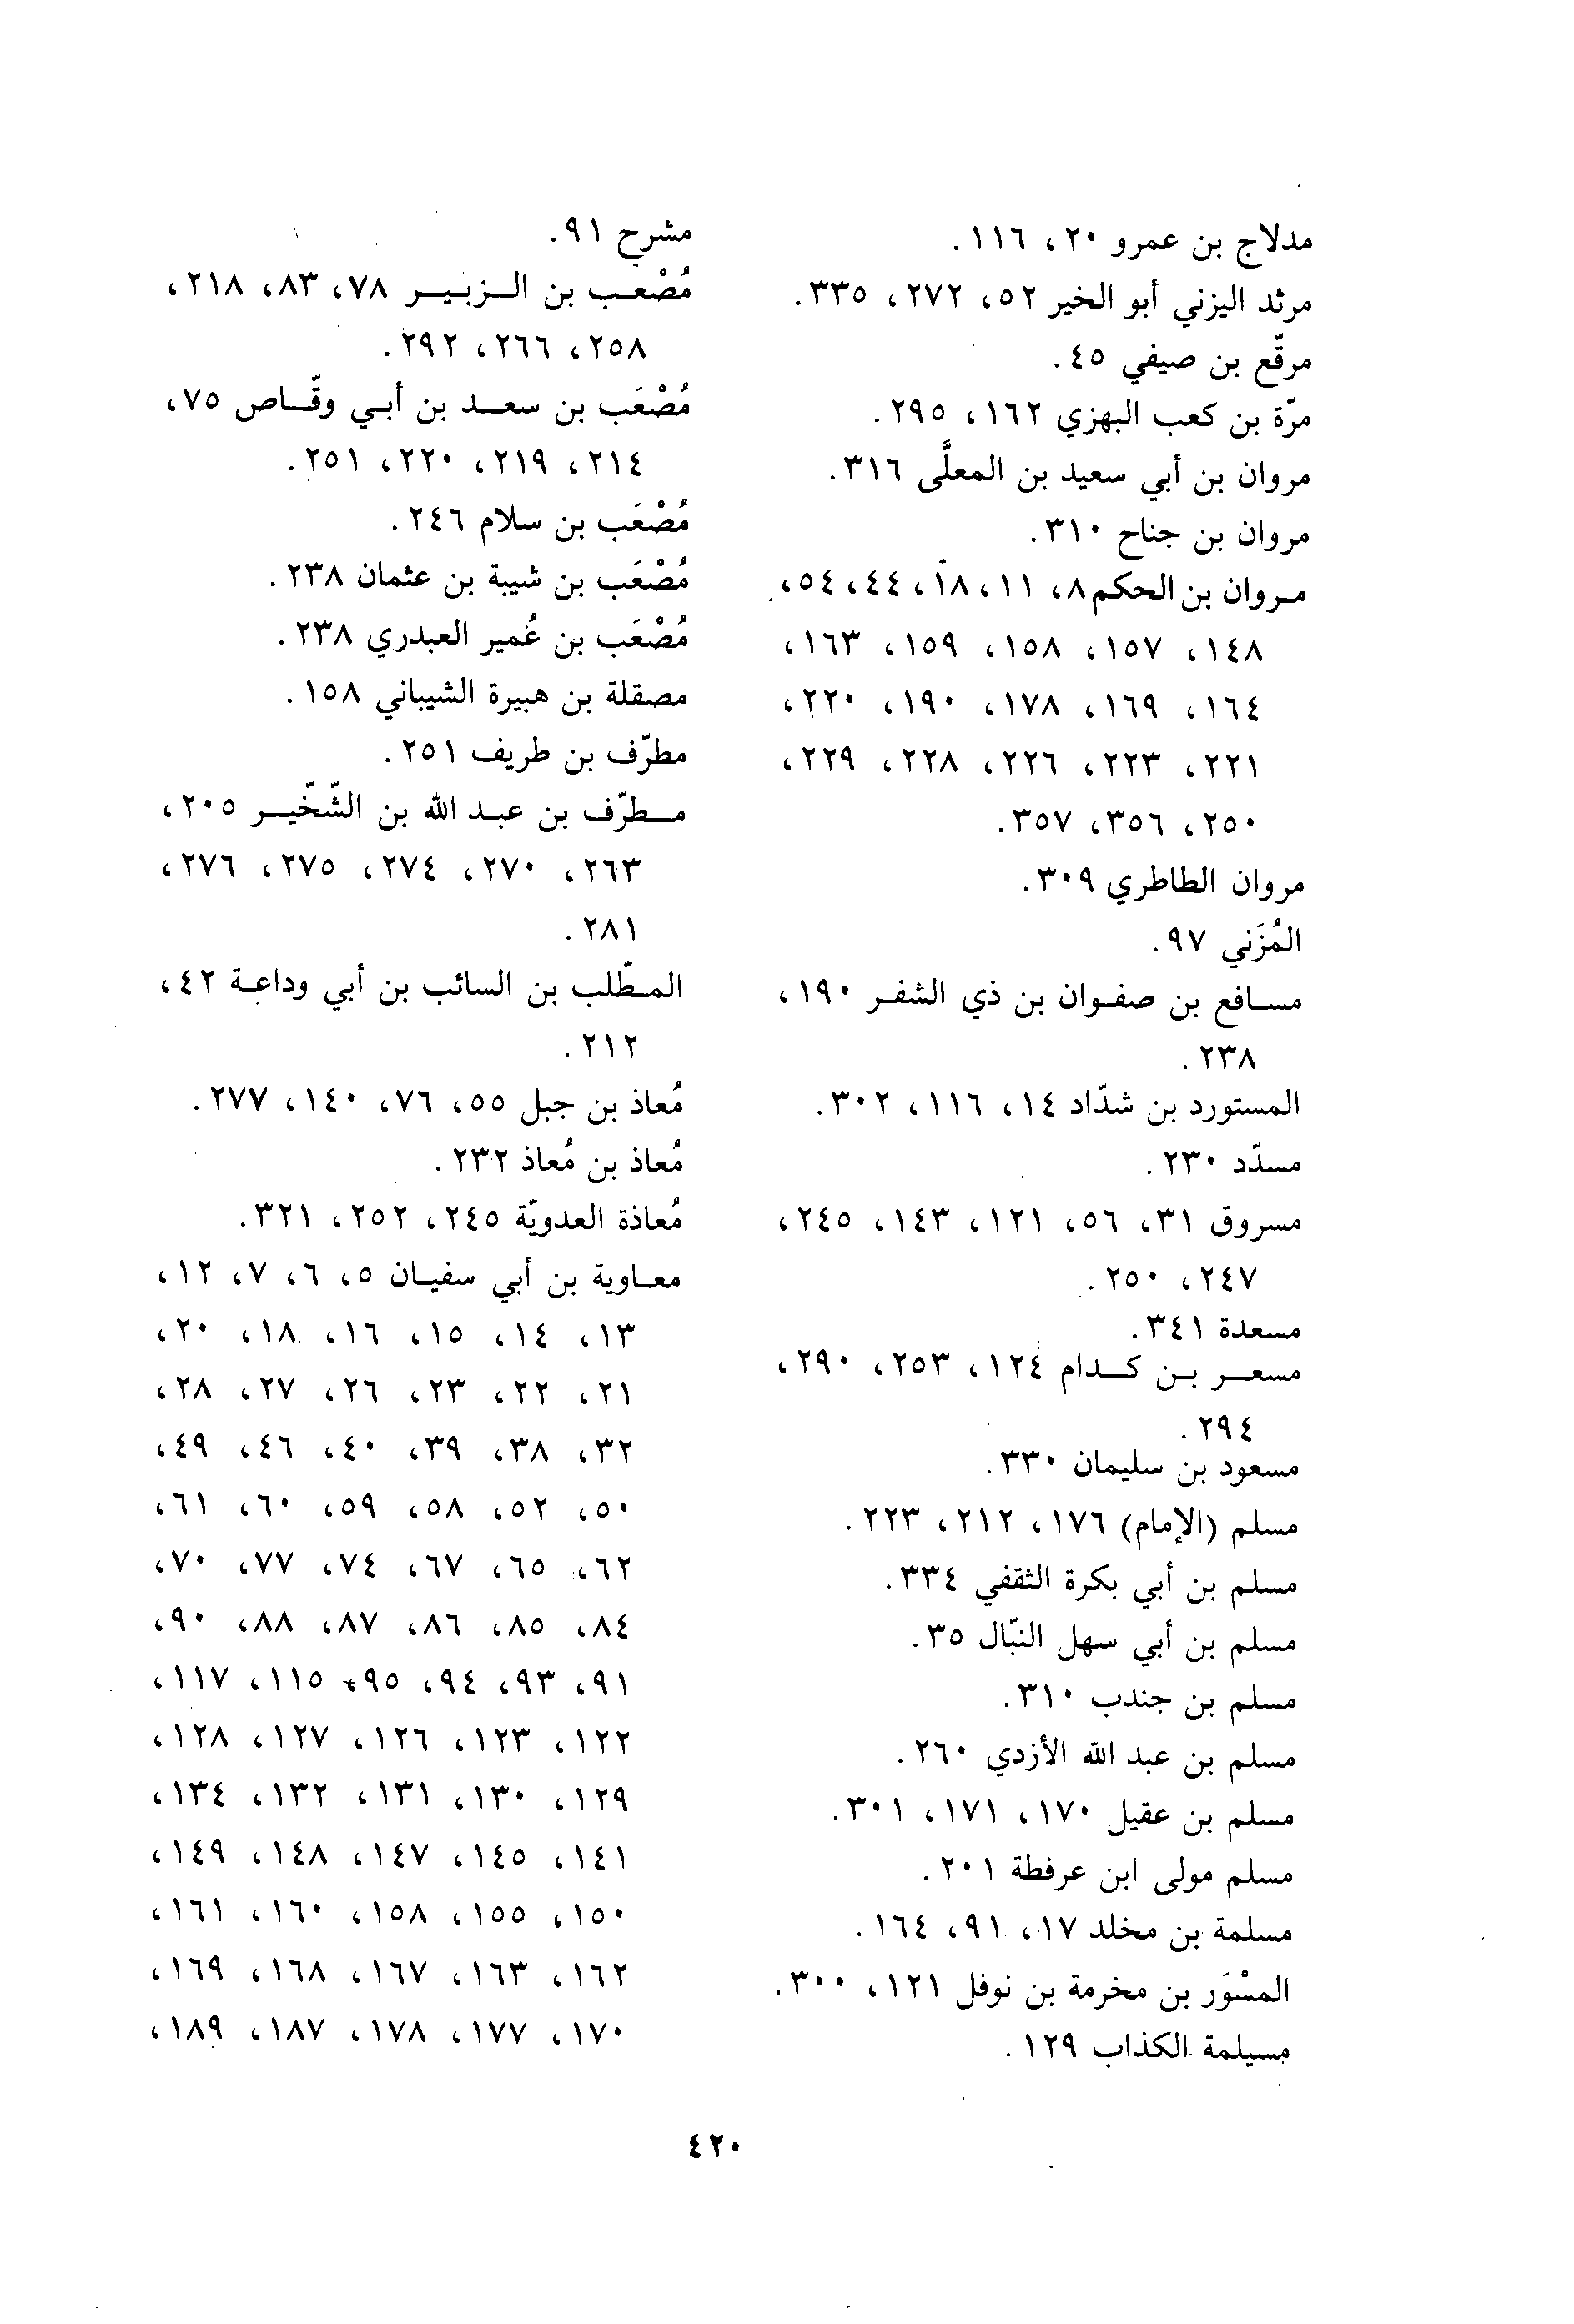 مدلاج بن عمرو ٢٠، ١١٦.
مرثد اليزني أبو الخير ٥٢، ٢٧٢، ٣٣٥.
مرقّع بن صيفي ٤٥.
مرّة بن كعب البهزي ١٦٢، ٢٩٥.
مروان بن أبي سعيد بن المعلَّى ٣١٦.
مروان بن جناح ٣١٠.
مروان بن الحكم ٨، ١١، ١٨، ٤٤، ٥٤،
١٤٨، ١٥٧، ١٥٨، ١٥٩، ١٦٣،
١٦٤، ١٦٩، ١٧٨، ١٩٠، ٢٢٠،
٢٢١، ٢٢٣، ٢٢٦، ٢٢٨، ٢٢٩،
٢٥٠، ٣٥٦، ٣٥٧.
مروان الطاطري ٣٠٩.
المُزَني ٩٧.
مسافع بن صفوان بن ذي الشفر ١٩٠،
٢٣٨.
المستورد بن شدّاد ١٤، ١١٦، ٣٠٢.
مسدّد ٢٣٠.
مسروق ٣١، ٥٦، ١٢١، ١٤٣، ٢٤٥،
٢٤٧، ٢٥٠.
مسعدة ٣٤١.
مسعر بن كدام ١٢٤، ٢٥٣، ٢٩٠،
٢٩٤.
مسعود بن سليمان ٣٣٠.
مسلم (الإمام) ١٧٦، ٢١٢، ٢٢٣.
مسلم بن أبي بكرة الثقفي ٣٣٤.
مسلم بن أبي سهل النبّال ٣٥.
مسلم بن جندب ٣١٠.
مسلم بن عبد الله الأزدي ٢٦٠.
مسلم بن عقيل ١٧٠، ١٧١، ٣٠١.
مسلم مولى ابن عرفطة ٢٠١.
مسلمة بن مخلد ١٧، ٩١، ١٦٤.
المسْوَر بن مخرمة بن نوفل ١٢١، ٣٠٠.
مسيلمة الكذاب ١٢٩.
مشرح ٩١.
مُصْعب بن الزبير ٧٨، ٨٣، ٢١٨،
٢٥٨، ٢٦٦، ٢٩٢.
مُصْعَب بن سعد بن أبي وقّاص ٧٥،
٢١٤، ٢١٩، ٢٢٠، ٢٥١.
مُصْعَب بن سلام ٢٤٦.
مُصْعَب بن شيبة بن عثمان ٢٣٨.
مُصْعَب بن عُمير العبدري ٢٣٨.
مصقلة بن هبيرة الشيباني ١٥٨.
مطرّف بن طريف ٢٥١.
مطرّف بن عبد الله بن الشّخّير ٢٠٥،
٢٦٣، ٢٧٠، ٢٧٤، ٢٧٥، ٢٧٦،
٢٨١.
المطّلب بن السائب بن أبي وداعة ٤٢،
٢١٢.
مُعاذ بن جبل ٥٥، ٧٦، ١٤٠، ٢٧٧.
مُعاذ بن مُعاذ ٢٣٢.
مُعاذة العدويّة ٢٤٥، ٢٥٢، ٣٢١.
معاوية بن أبي سفيان ٥، ٦، ٧، ١٢،
١٣، ١٤، ١٥، ١٦، ١٨، ٢٠،
٢١، ٢٢، ٢٣، ٢٦، ٢٧، ٢٨،
٣٢، ٣٨، ٣٩، ٤٠، ٤٦، ٤٩،
٥٠، ٥٢، ٥٨، ٥٩، ٦٠، ٦١،
٦٢، ٦٥، ٦٧، ٧٤، ٧٧، ٧٠،
٨٤، ٨٥، ٨٦، ٨٧، ٨٨، ٩٠،
٩١، ٩٣، ٩٤، ٩٥، ١١٥، ١١٧،
١٢٢، ١٢٣، ١٢٦، ١٢٧، ١٢٨،
١٢٩، ١٣٠، ١٣١، ١٣٢، ١٣٤،
١٤١، ١٤٥، ١٤٧، ١٤٨، ١٤٩،
١٥٠، ١٥٥، ١٥٨، ١٦٠، ١٦١،
١٦٢، ١٦٣، ١٦٧، ١٦٨، ١٦٩،
١٧٠، ١٧٧، ١٧٨، ١٨٧، ١٨٩،
٤٢٠